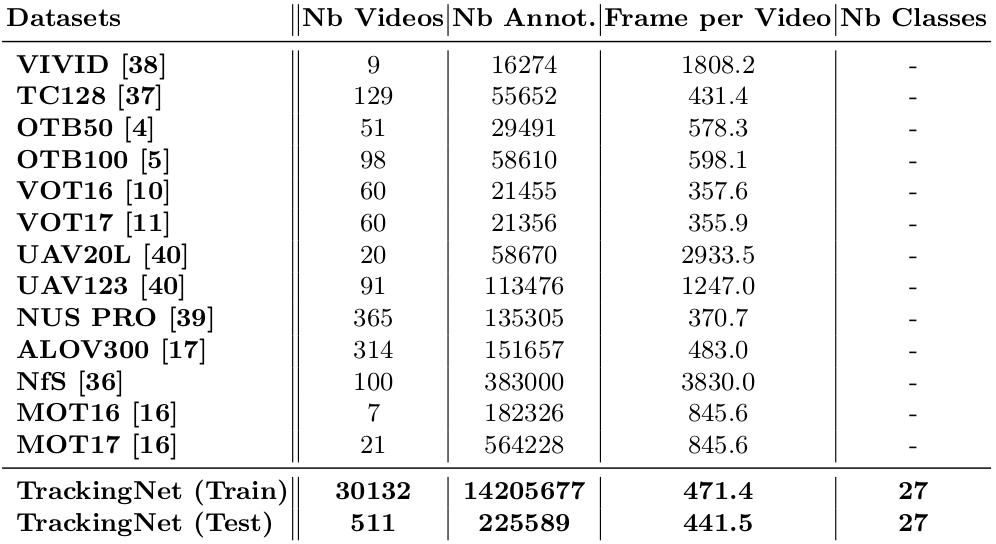 Datasets Nb Videos Nb Annot. Frame per Video Nb Classes
VIVID [38] 9 16274 1808.2 -
TC128 [37] 129 55652 431.4 -
OTB50 [4] 51 29491 578.3 -
OTB100 [5] 98 58610 598.1 -
VOT16 [10] 60 21455 357.6 -
VOT17 [11] 60 21356 355.9 -
UAV20L [40] 20 58670 2933.5 -
UAV123 [40] 91 113476 1247.0 -
NUS PRO [39] 365 135305 370.7 -
ALOV300 [17] 314 151657 483.0 -
NfS [36] 100 383000 3830.0 -
MOT16 [16] 7 182326 845.6 -
MOT17 [16] 21 564228 845.6 -
TrackingNet (Train) 30132 14205677 471.4 27
TrackingNet (Test) 511 225589 441.5 27